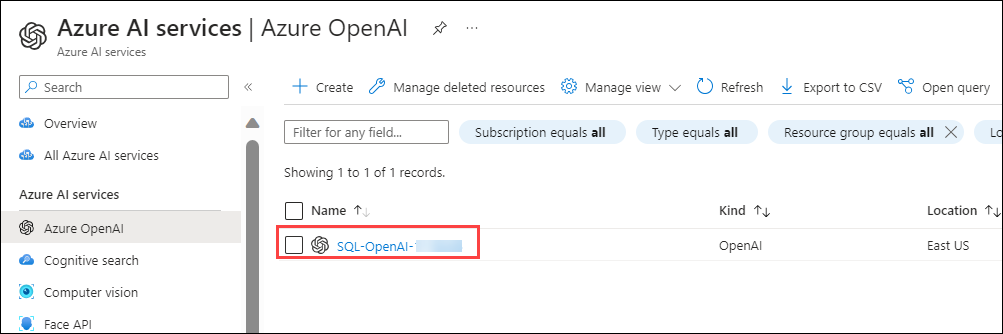 Azure AI services | Azure OpenAI
Azure AI services
Search
Create Manage deleted resources Manage view Refresh Export to CSV Open query
Overview
All Azure AI services
Azure AI services
Azure OpenAI
Cognitive search
Computer vision
Face API
Filter for any field...
Subscription equals all
Type equals all
Resource group equals all
Lo
Showing 1 to 1 of 1 records.
Name Kind Location
SQL-OpenAI- OpenAI East US